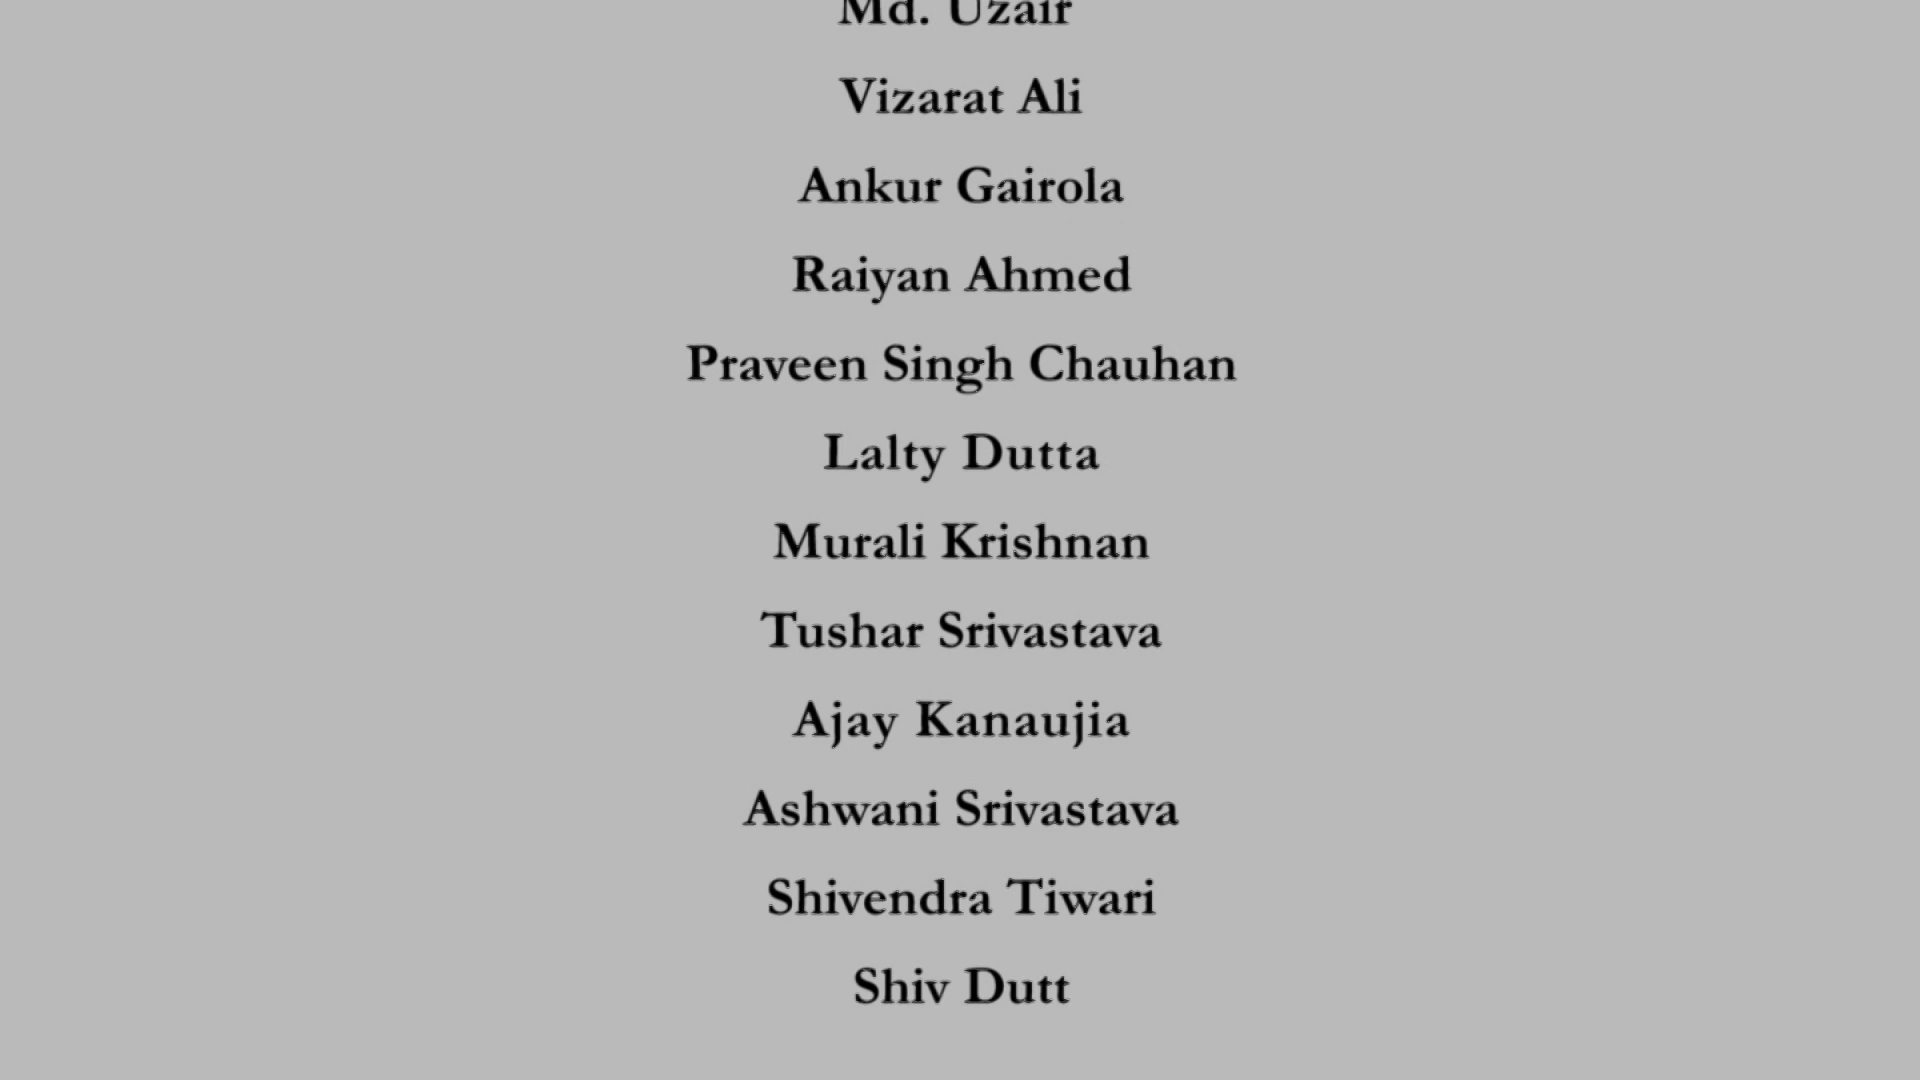 Md. Uzair
Vizarat Ali
Ankur Gairola
Raiyan Ahmed
Praveen Singh Chauhan
Lalty Dutta
Murali Krishnan
Tushar Srivastava
Ajay Kanaujia
Ashwani Srivastava
Shivendra Tiwari
Shiv Dutt